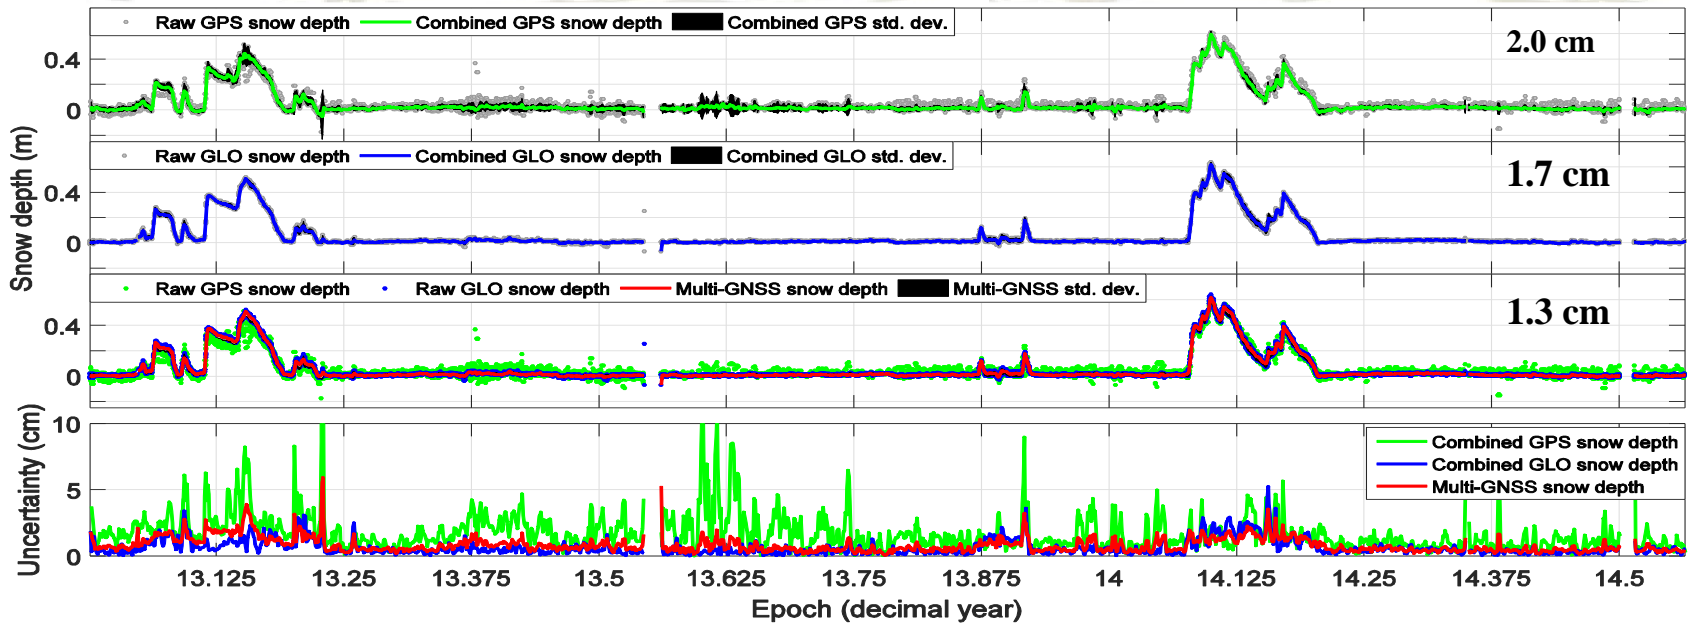 Raw GPS snow depth Combined GPS snow depth Combined GPS std. dev.
2.0 cm
0.4
0
Raw GLO snow depth Combined GLO snow depth Combined GLO std. dev.
1.7 cm
0.4
0
Snow depth (m)
Raw GPS snow depth Raw GLO snow depth Multi-GNSS snow depth Multi-GNSS std. dev.
1.3 cm
0.4
0
Uncertainty (cm)
10
5
0
Combined GPS snow depth
Combined GLO snow depth
Multi-GNSS snow depth
13.125 13.25 13.375 13.5 13.625 13.75 13.875 14 14.125 14.25 14.375 14.5
Epoch (decimal year)